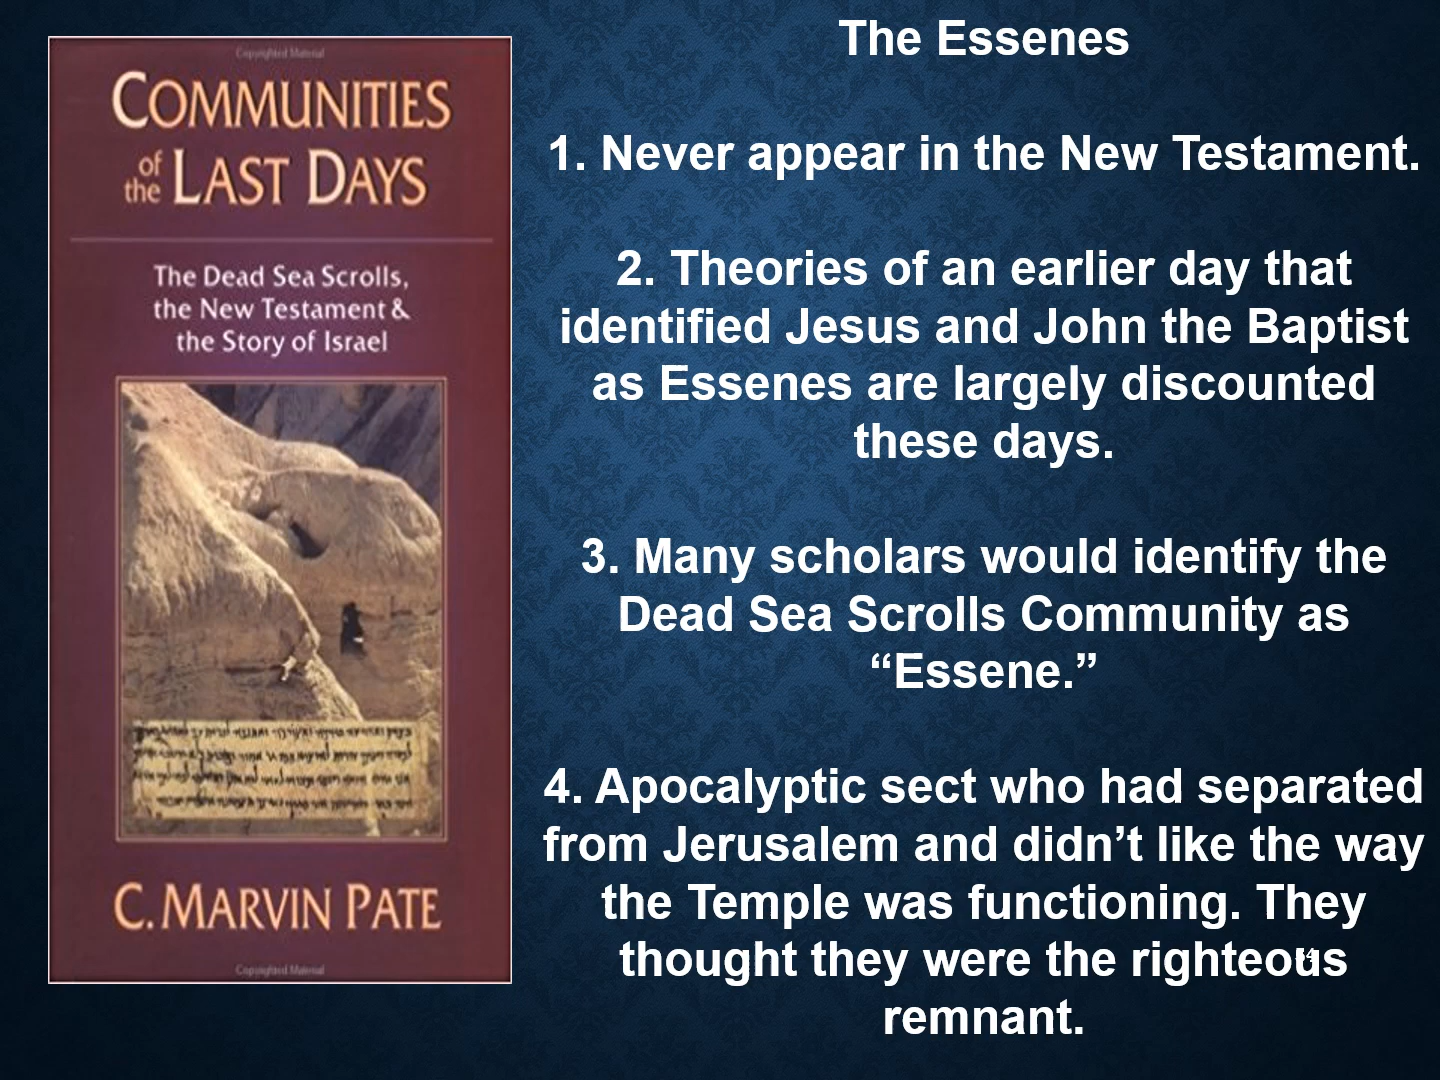 Copyrighted Material
COMMUNITIES
of the LAST DAYS
The Dead Sea Scrolls,
the New Testament &
the Story of Israel
C. MARVIN PATE
Copyrighted Material
The Essenes
1. Never appear in the New Testament.
2. Theories of an earlier day that
identified Jesus and John the Baptist
as Essenes are largely discounted
these days.
3. Many scholars would identify the
Dead Sea Scrolls Community as
“Essene.”
4. Apocalyptic sect who had separated
from Jerusalem and didn’t like the way
the Temple was functioning. They
thought they were the righteous
remnant.